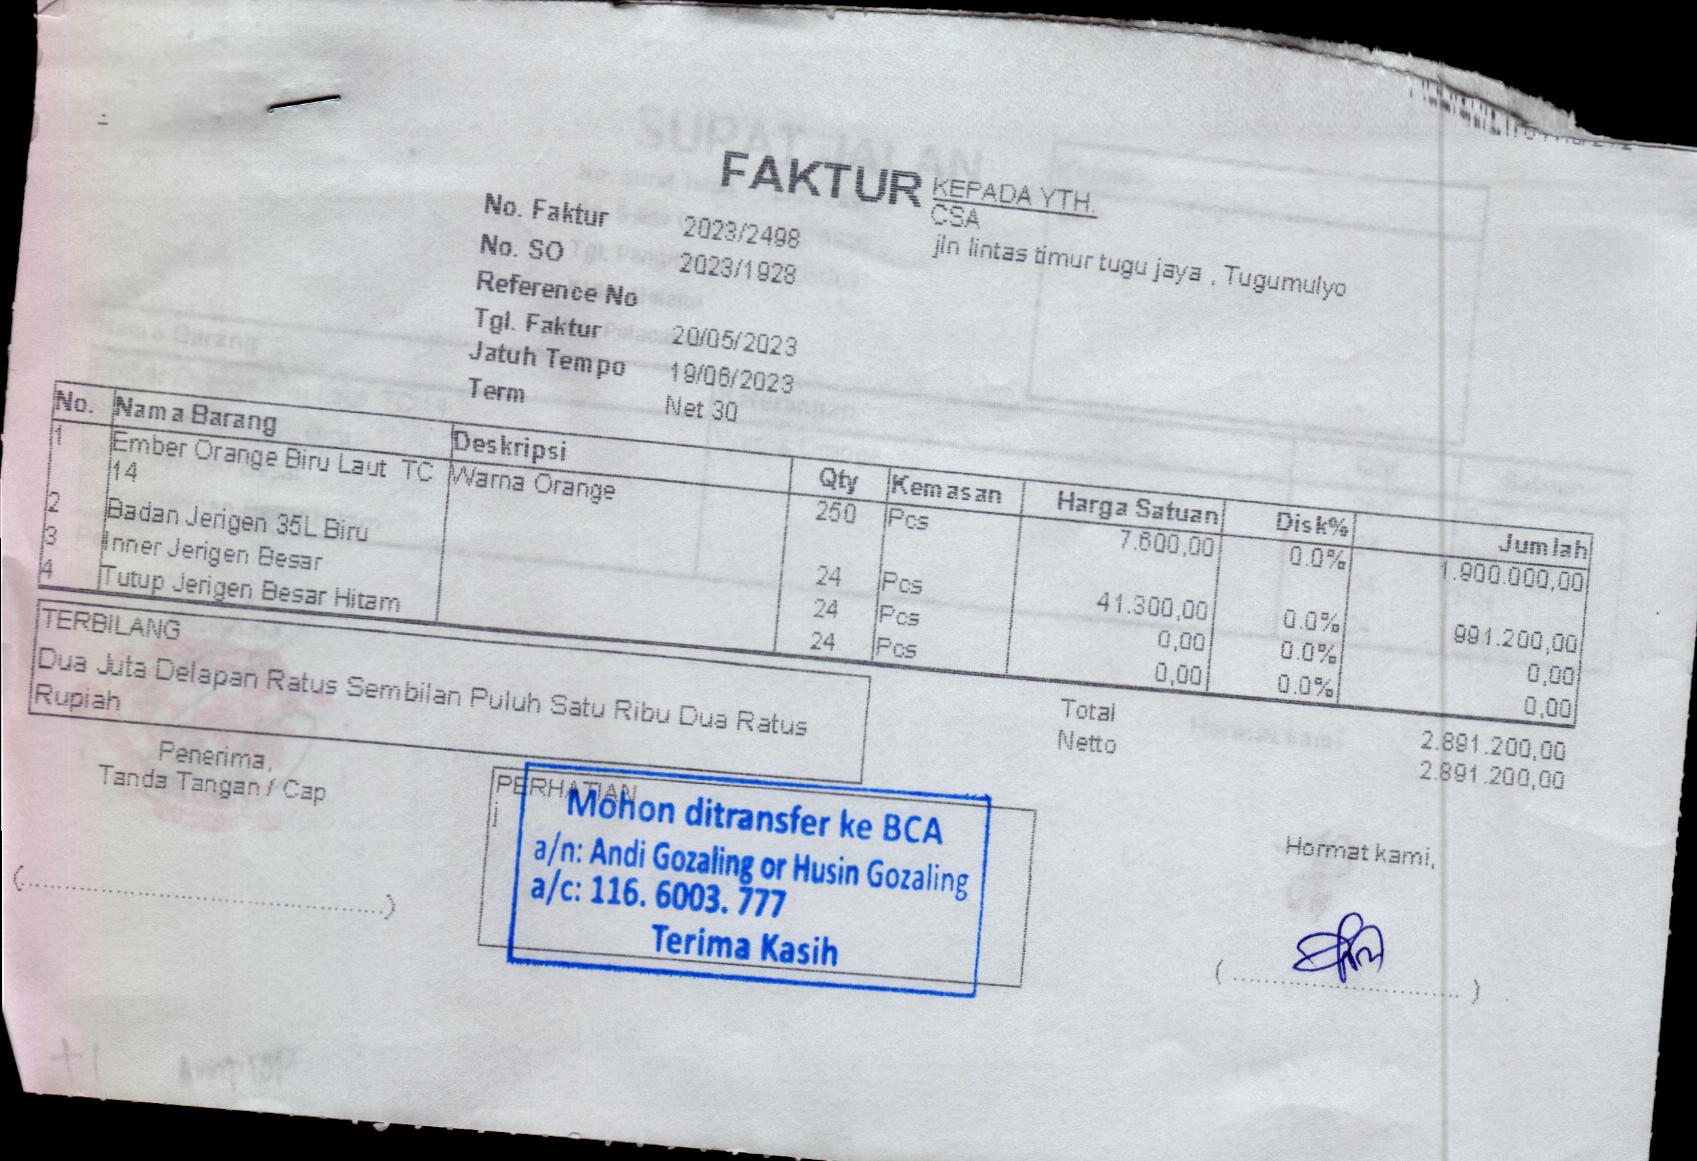 FAKTUR
KEPADA YTH.
CSA
jln lintas timur tugu jaya , Tugumulyo
No. Faktur 2023/2498
No. SO 2023/1928
Reference No
Tgl. Faktur 20/05/2023
Jatuh Tempo 19/06/2023
Term Net 30
No. Nama Barang Deskripsi Qty Kemasan Harga Satuan Disk% Jumlah
1 Ember Orange Biru Laut TC 14 Warna Orange 250 Pcs 7.600,00 0.0% 1.900.000,00
2 Badan Jerigen 35L Biru 24 Pcs 41.300,00 0.0% 991.200,00
3 Inner Jerigen Besar 24 Pcs 0,00 0.0% 0,00
4 Tutup Jerigen Besar Hitam 24 Pcs 0,00 0.0% 0,00
TERBILANG
Dua Juta Delapan Ratus Sembilan Puluh Satu Ribu Dua Ratus
Rupiah
Total 2.891.200,00
Netto 2.891.200,00
Penerima,
Tanda Tangan / Cap
PERHATIAN
Mohon ditransfer ke BCA
a/n: Andi Gozaling or Husin Gozaling
a/c: 116. 6003. 777
Terima Kasih
Hormat kami,